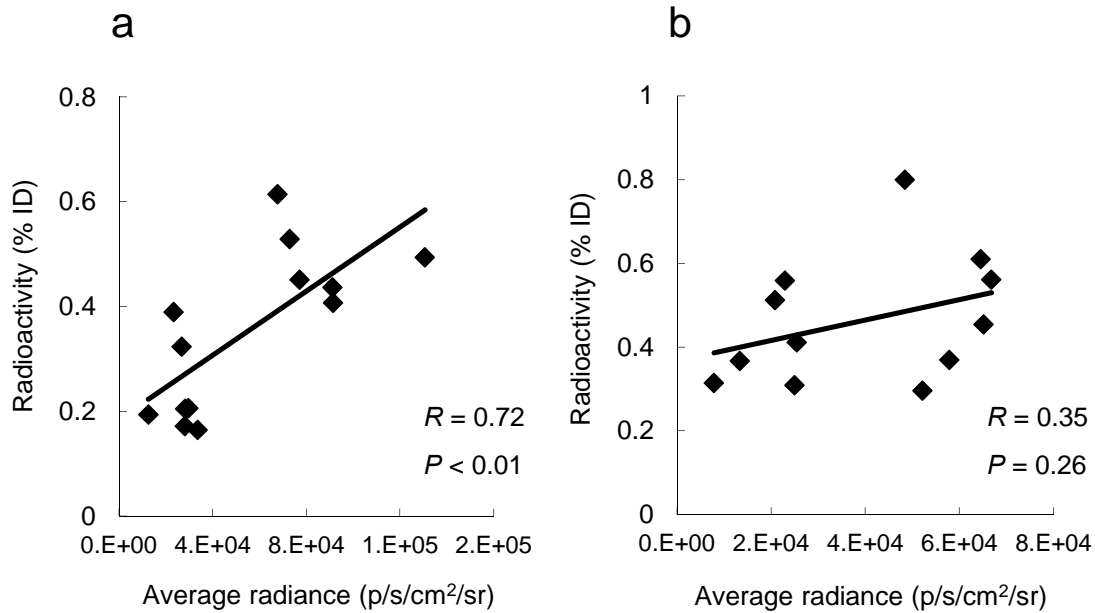 a
0.8
0.6
0.4
0.2
0
Radioactivity (% ID)
R = 0.72
P < 0.01
0.E+00 4.E+04 8.E+04 1.E+05 2.E+05
Average radiance (p/s/cm²/sr)
b
1
0.8
0.6
0.4
0.2
0
Radioactivity (% ID)
R = 0.35
P = 0.26
0.E+00 2.E+04 4.E+04 6.E+04 8.E+04
Average radiance (p/s/cm²/sr)